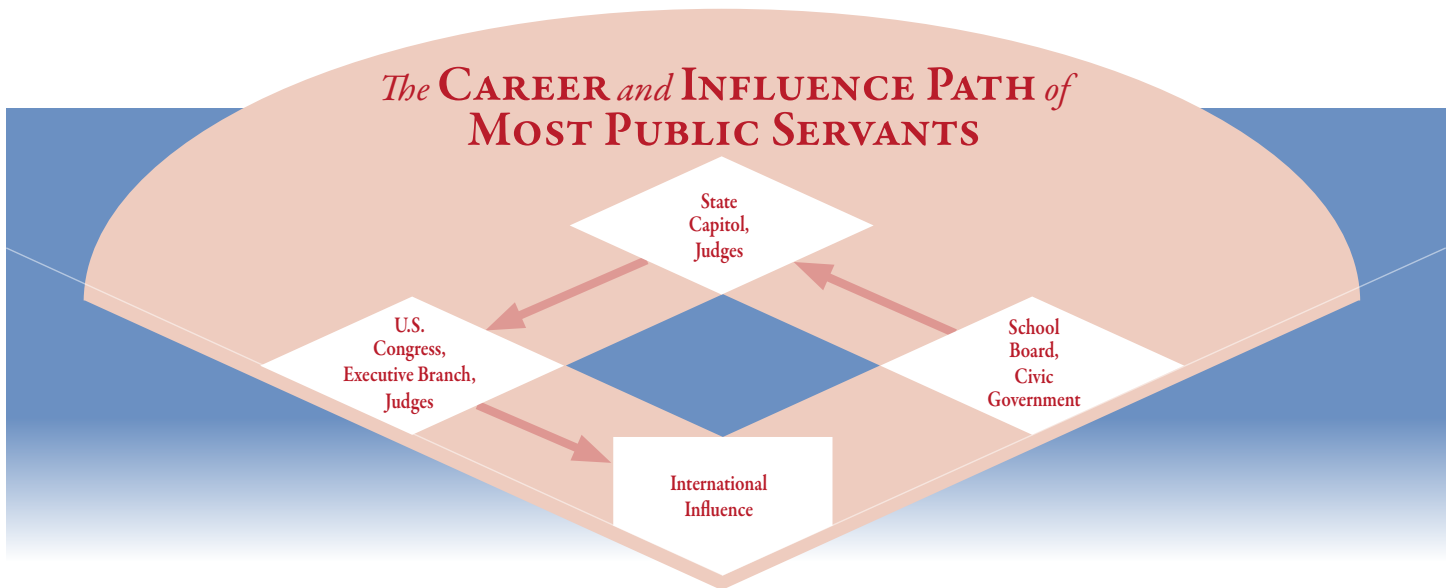 The CAREER and INFLUENCE PATH of
MOST PUBLIC SERVANTS
State
Capitol,
Judges
U.S.
Congress,
Executive Branch,
Judges
School
Board,
Civic
Government
International
Influence